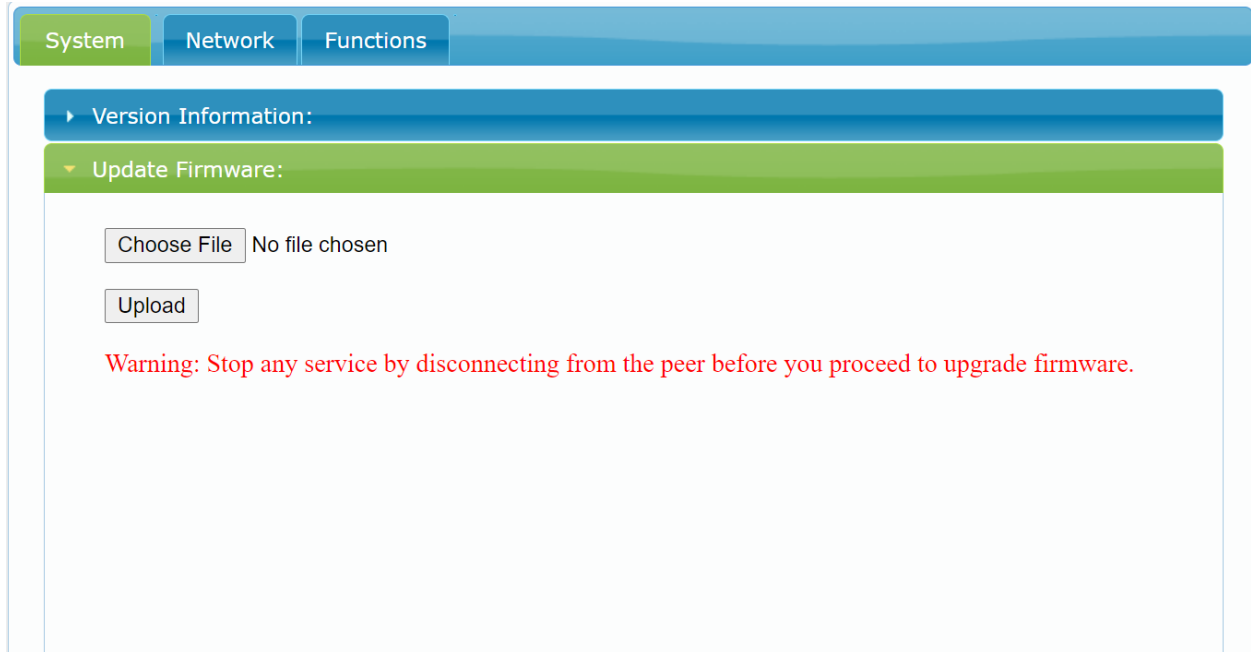 System Network Functions
Version Information:
Update Firmware:
Choose File No file chosen
Upload
Warning: Stop any service by disconnecting from the peer before you proceed to upgrade firmware.